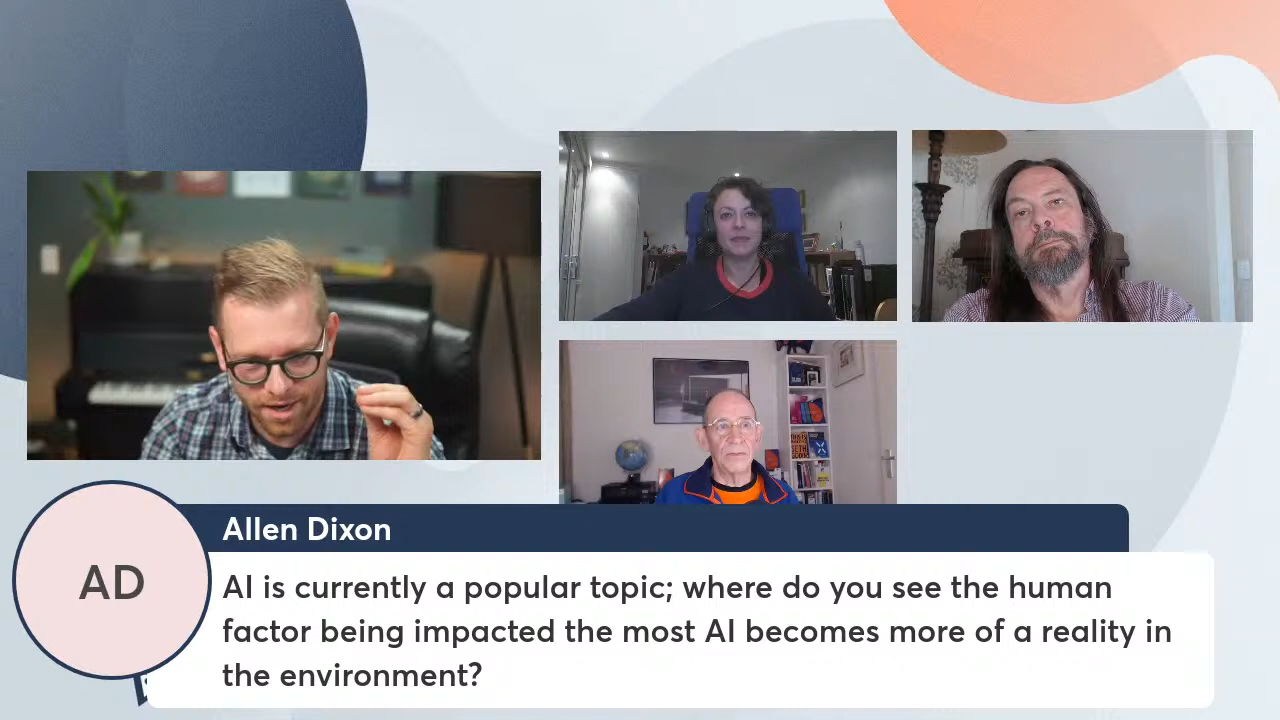 Allen Dixon
AD
AI is currently a popular topic; where do you see the human
factor being impacted the most AI becomes more of a reality in
the environment?